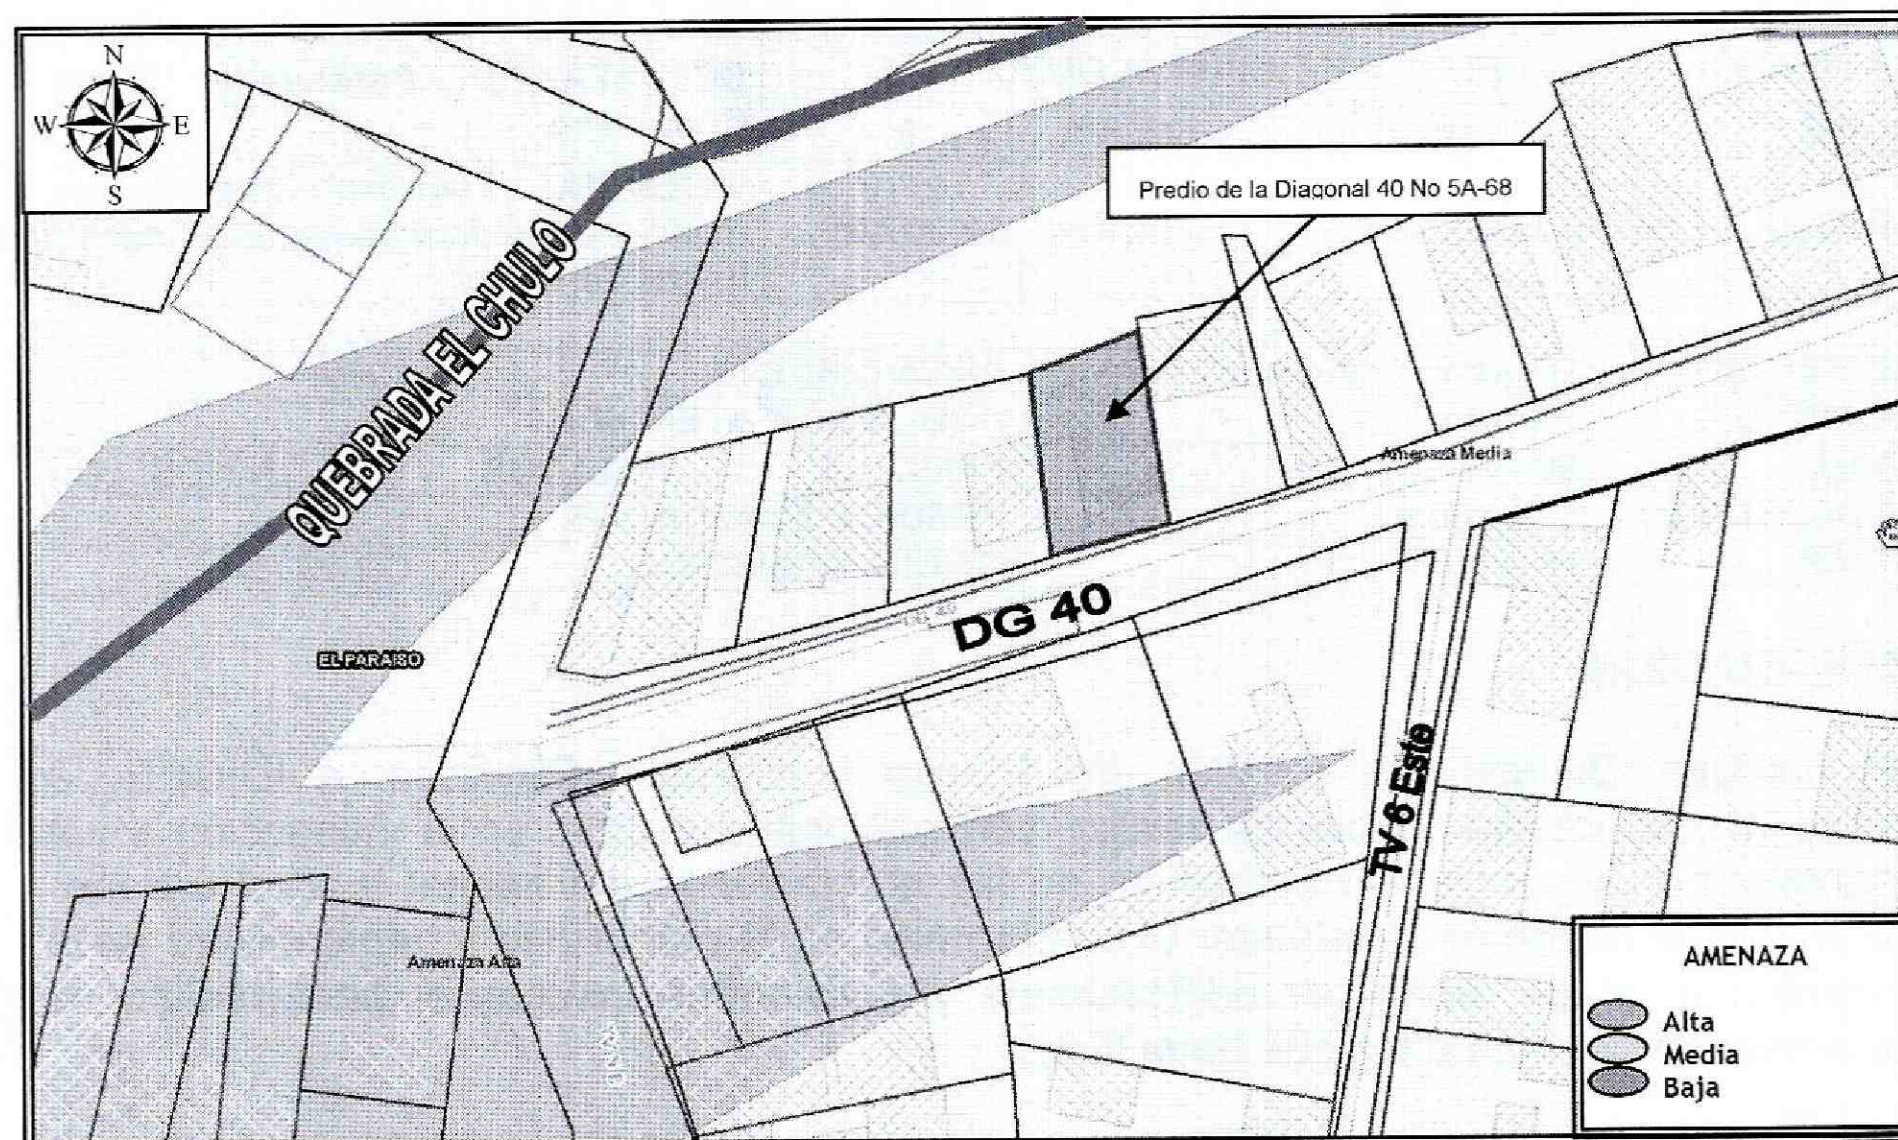 N
W E
S
Predio de la Diagonal 40 No 5A-68
QUEBRADA EL CHULO
Amenaza Media
DG 40
EL PARAISO
TV 6 Este
Amenaza Alta
AMENAZA
Alta
Media
Baja